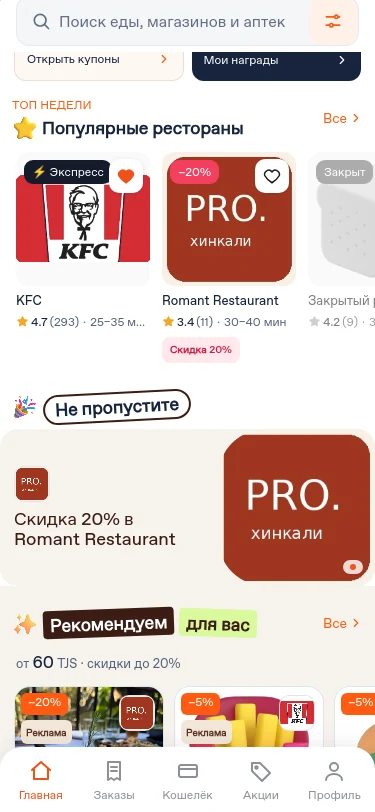 Поиск еды, магазинов и аптек
Открыть купоны
Мои награды
ТОП НЕДЕЛИ
Популярные рестораны
Все
Экспресс
KFC
−20%
PRO.
хинкали
Закрыт
KFC
Romant Restaurant
Закрытый
4.7 (293) · 25–35 м...
3.4 (11) · 30–40 мин
4.2 (9) · 3
Скидка 20%
Не пропустите
PRO.
Скидка 20% в
Romant Restaurant
PRO.
хинкали
Рекомендуем для вас
Все
от 60 TJS · скидки до 20%
−20%
PRO.
−5%
KFC
−5%
Реклама
Реклама
Главная
Заказы
Кошелёк
Акции
Профиль